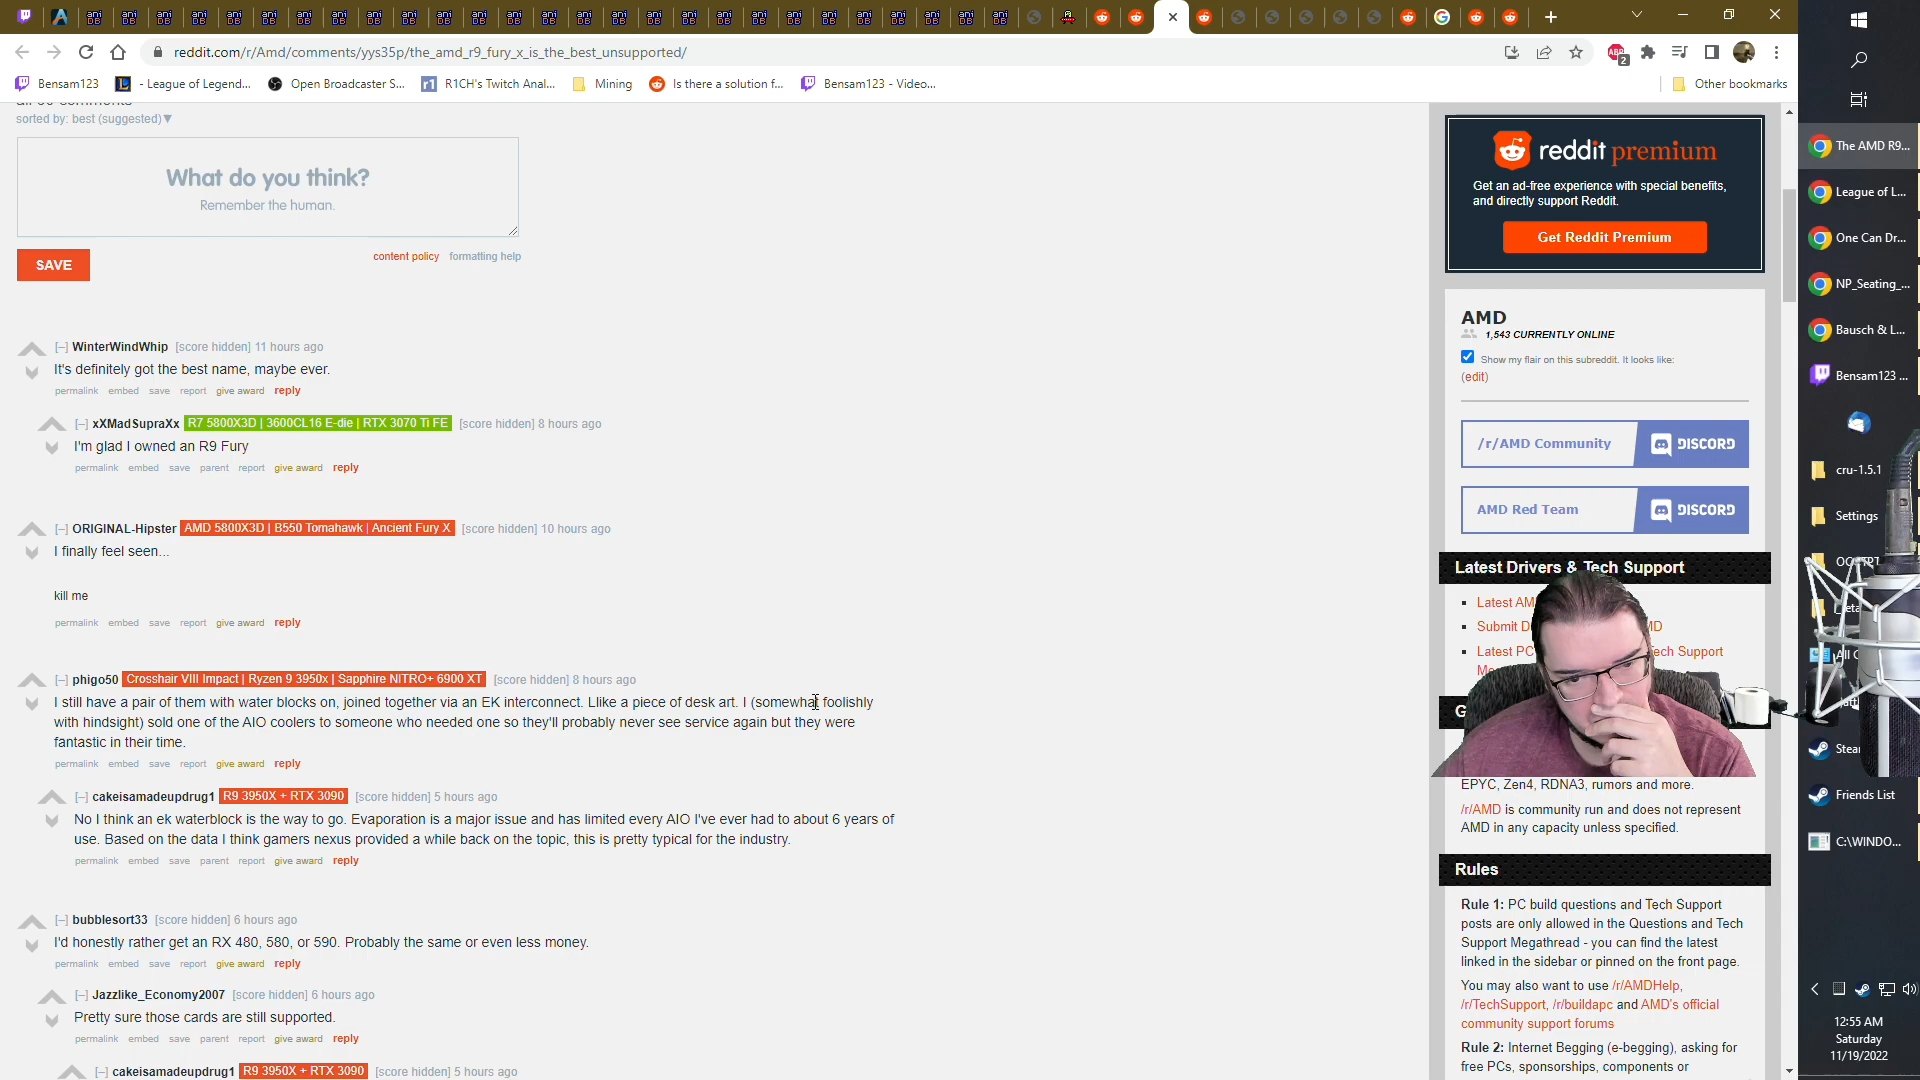 reddit.com/r/Amd/comments/yys35p/the_amd_r9_fury_x_is_the_best_unsupported/
Bensam123
- League of Legend...
Open Broadcaster S...
R1CH's Twitch Anal...
Mining
Is there a solution f...
Bensam123 - Video...
Other bookmarks
sorted by: best (suggested)▼
What do you think?
Remember the human.
SAVE
content policy formatting help
[–] WinterWindWhip [score hidden] 11 hours ago
It's definitely got the best name, maybe ever.
permalink embed save report give award reply
[–] xXMadSupraXx R7 5800X3D | 3600CL16 E-die | RTX 3070 Ti FE [score hidden] 8 hours ago
I'm glad I owned an R9 Fury
permalink embed save parent report give award reply
[–] ORIGINAL-Hipster AMD 5800X3D | B550 Tomahawk | Ancient Fury X [score hidden] 10 hours ago
I finally feel seen...
kill me
permalink embed save report give award reply
[–] phigo50 Crosshair VIII Impact | Ryzen 9 3950x | Sapphire NITRO+ 6900 XT [score hidden] 8 hours ago
I still have a pair of them with water blocks on, joined together via an EK interconnect. Llike a piece of desk art. I (somewhat foolishly
with hindsight) sold one of the AIO coolers to someone who needed one so they'll probably never see service again but they were
fantastic in their time.
permalink embed save report give award reply
[–] cakeisamadeupdrug1 R9 3950X + RTX 3090 [score hidden] 5 hours ago
No I think an ek waterblock is the way to go. Evaporation is a major issue and has limited every AIO I've ever had to about 6 years of
use. Based on the data I think gamers nexus provided a while back on the topic, this is pretty typical for the industry.
permalink embed save parent report give award reply
[–] bubblesort33 [score hidden] 6 hours ago
I'd honestly rather get an RX 480, 580, or 590. Probably the same or even less money.
permalink embed save report give award reply
[–] Jazzlike_Economy2007 [score hidden] 6 hours ago
Pretty sure those cards are still supported.
permalink embed save parent report give award reply
[–] cakeisamadeupdrug1 R9 3950X + RTX 3090 [score hidden] 5 hours ago
reddit premium
Get an ad-free experience with special benefits,
and directly support Reddit.
Get Reddit Premium
AMD
1,543 CURRENTLY ONLINE
Show my flair on this subreddit. It looks like:
(edit)
/r/AMD Community DISCORD
AMD Red Team DISCORD
Latest Drivers & Tech Support
Latest AM
Submit D
Latest PC Tech Support
EPYC, Zen4, RDNA3, rumors and more.
/r/AMD is community run and does not represent
AMD in any capacity unless specified.
Rules
Rule 1: PC build questions and Tech Support
posts are only allowed in the Questions and Tech
Support Megathread - you can find the latest
linked in the sidebar or pinned on the front page.
You may also want to use /r/AMDHelp,
/r/TechSupport, /r/buildapc and AMD's official
community support forums
Rule 2: Internet Begging (e-begging), asking for
free PCs, sponsorships, components or
The AMD R9...
League of L...
One Can Dr...
NP_Seating_...
Bausch & L...
Bensam123 ...
cru-1.5.1
Settings
Friends List
C:\WINDO...
12:55 AM
Saturday
11/19/2022